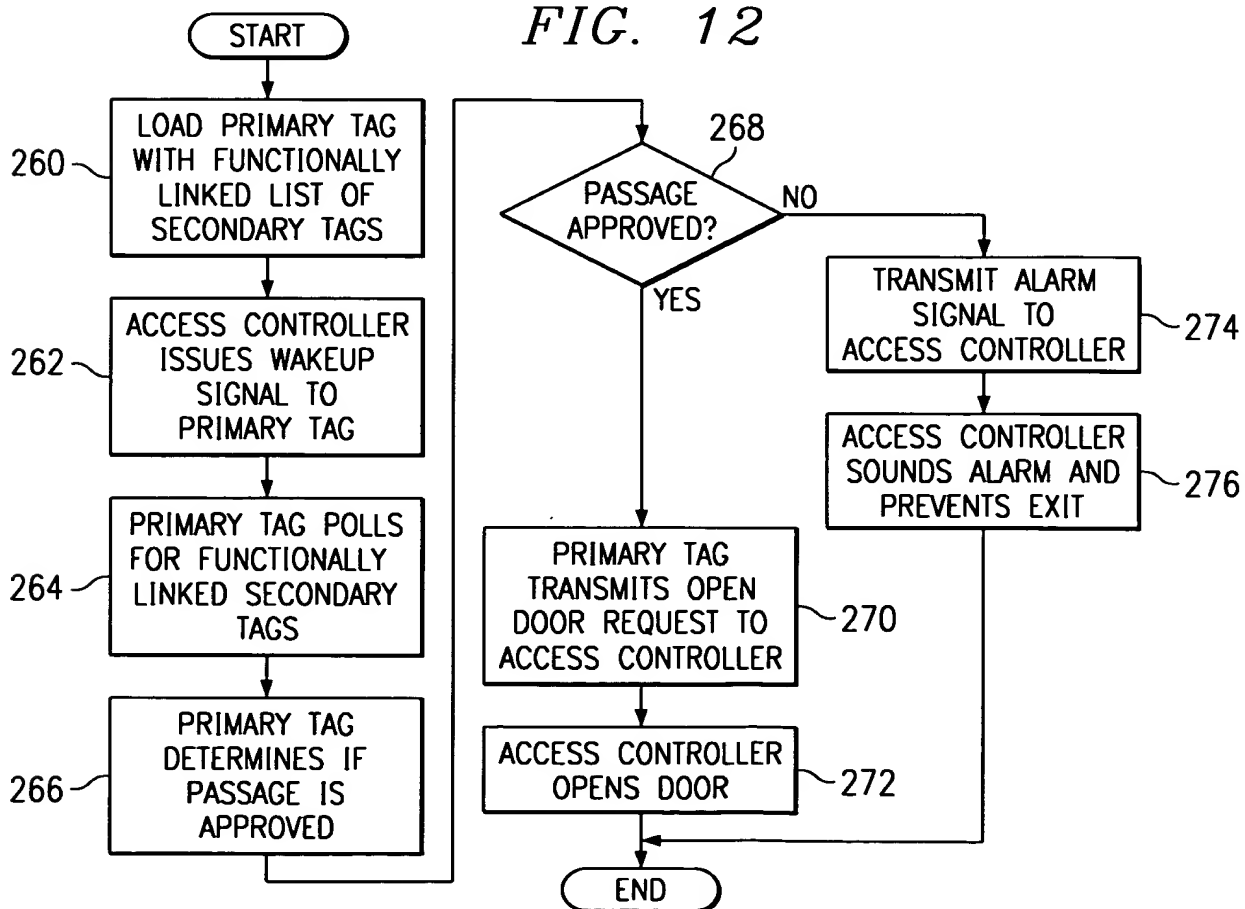 FIG. 12
START
260
LOAD PRIMARY TAG
WITH FUNCTIONALLY
LINKED LIST OF
SECONDARY TAGS
262
ACCESS CONTROLLER
ISSUES WAKEUP
SIGNAL TO
PRIMARY TAG
264
PRIMARY TAG POLLS
FOR FUNCTIONALLY
LINKED SECONDARY
TAGS
266
PRIMARY TAG
DETERMINES IF
PASSAGE IS
APPROVED
268
PASSAGE
APPROVED?
NO
YES
PRIMARY TAG
TRANSMITS OPEN
DOOR REQUEST TO
ACCESS CONTROLLER
270
ACCESS CONTROLLER
OPENS DOOR
272
TRANSMIT ALARM
SIGNAL TO
ACCESS CONTROLLER
274
ACCESS CONTROLLER
SOUNDS ALARM AND
PREVENTS EXIT
276
END